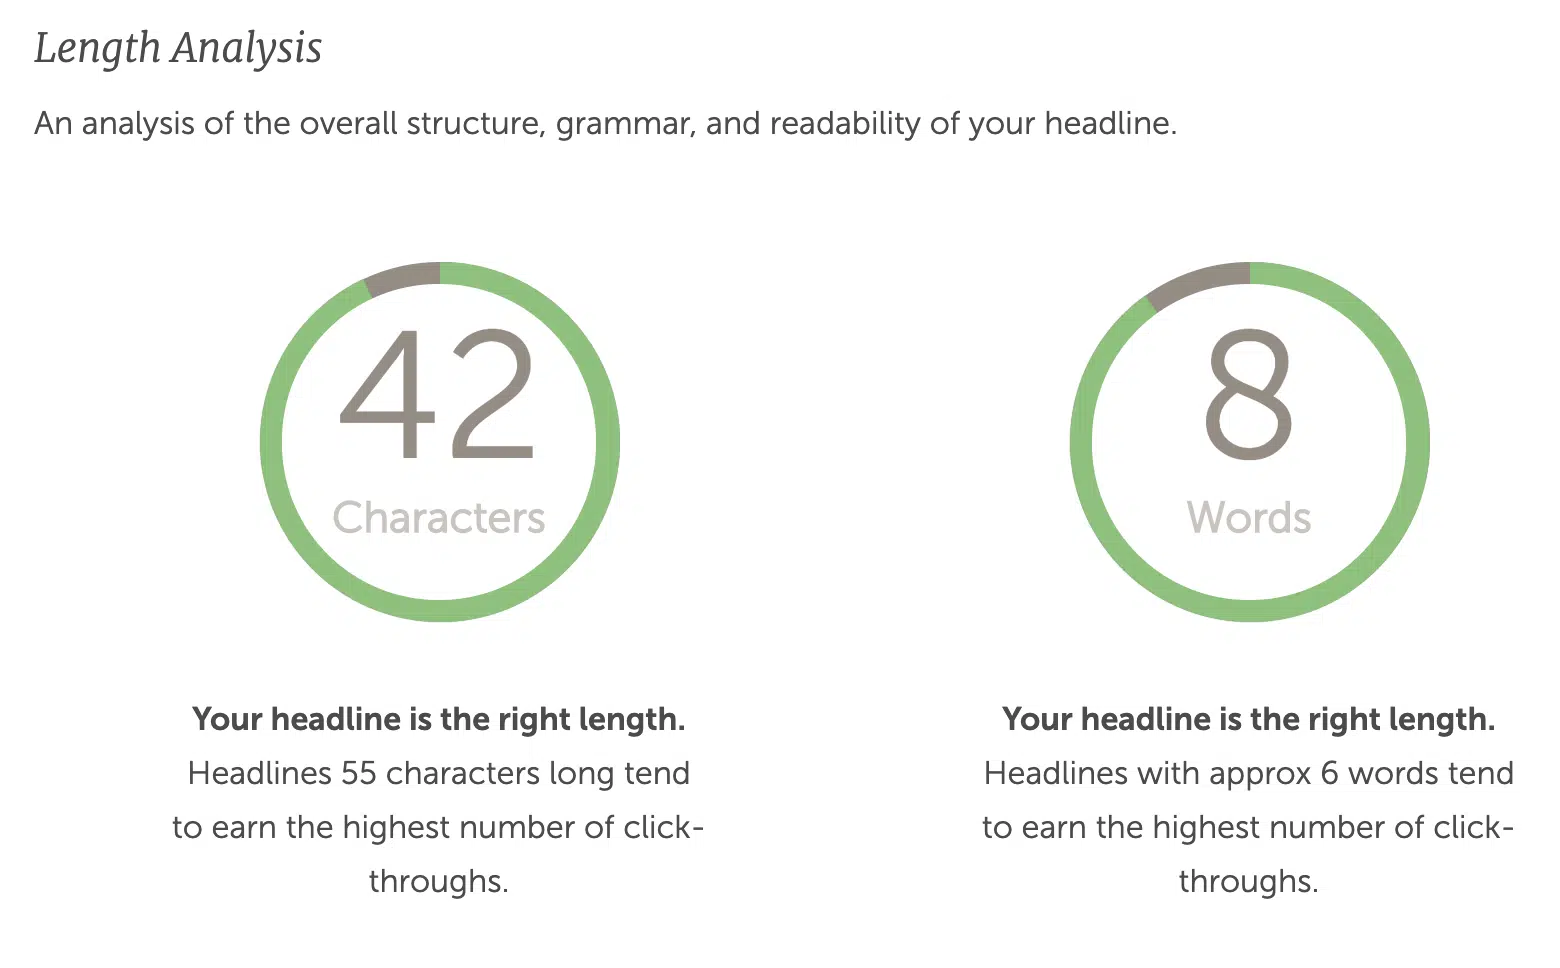 Length Analysis
An analysis of the overall structure, grammar, and readability of your headline.
42
Characters
Your headline is the right length.
Headlines 55 characters long tend
to earn the highest number of click-
throughs.
8
Words
Your headline is the right length.
Headlines with approx 6 words tend
to earn the highest number of click-
throughs.